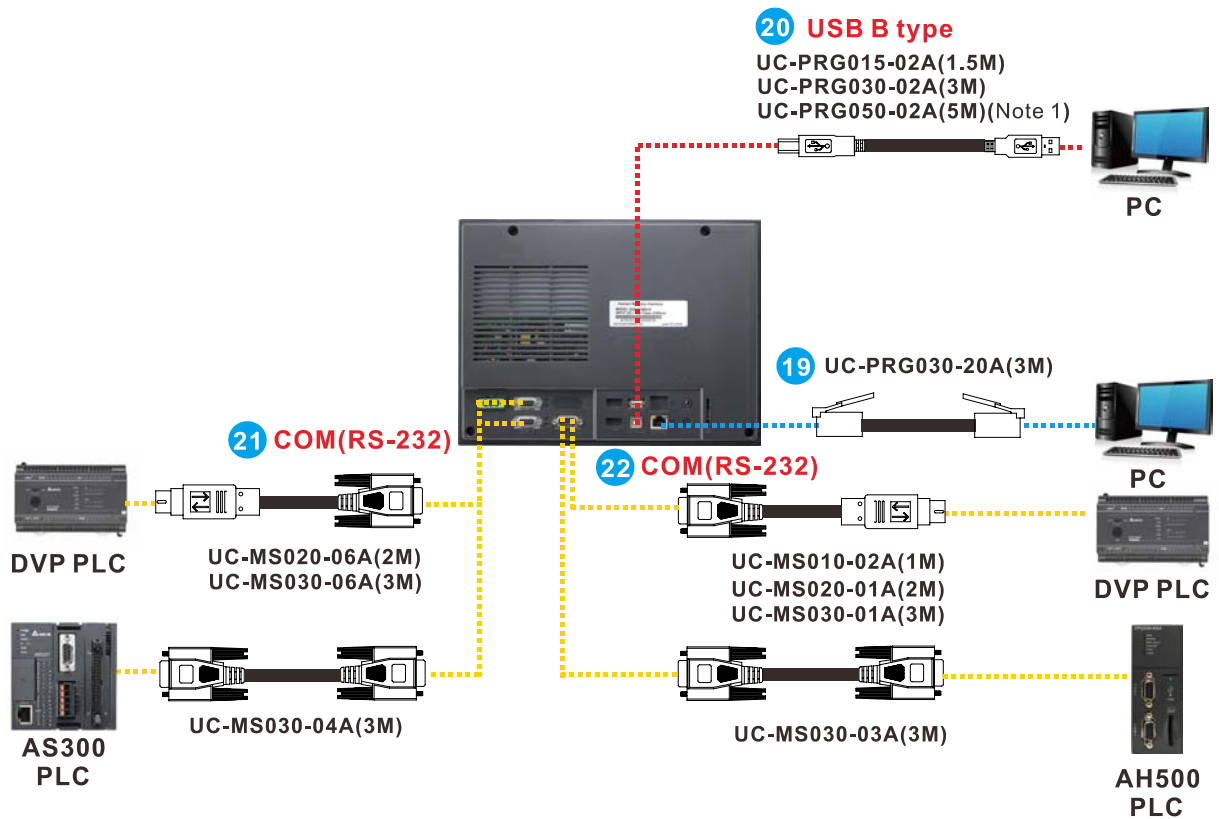 20 USB B type
UC-PRG015-02A(1.5M)
UC-PRG030-02A(3M)
UC-PRG050-02A(5M)(Note 1)
PC
19 UC-PRG030-20A(3M)
PC
21 COM(RS-232)
22 COM(RS-232)
DVP PLC
UC-MS020-06A(2M)
UC-MS030-06A(3M)
UC-MS010-02A(1M)
UC-MS020-01A(2M)
UC-MS030-01A(3M)
DVP PLC
UC-MS030-04A(3M)
AS300
PLC
UC-MS030-03A(3M)
AH500
PLC